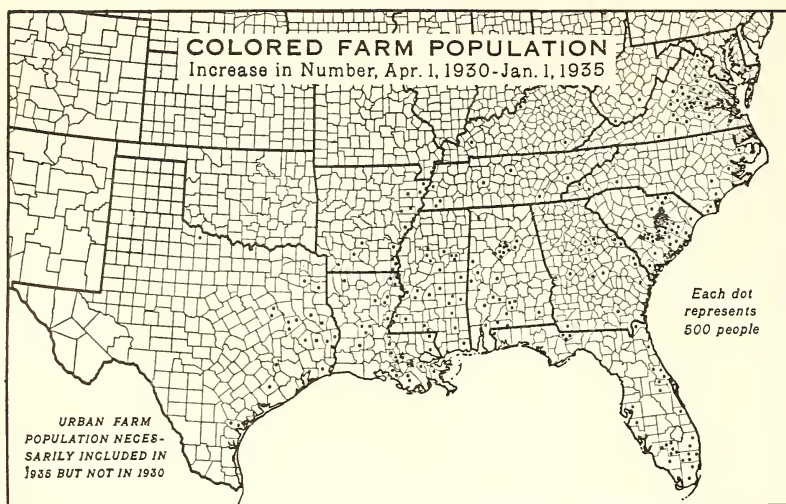 COLORED FARM POPULATION
Increase in Number, Apr. 1, 1930-Jan. 1, 1935
Each dot
represents
500 people
URBAN FARM
POPULATION NECES-
SARILY INCLUDED IN
1935 BUT NOT IN 1930